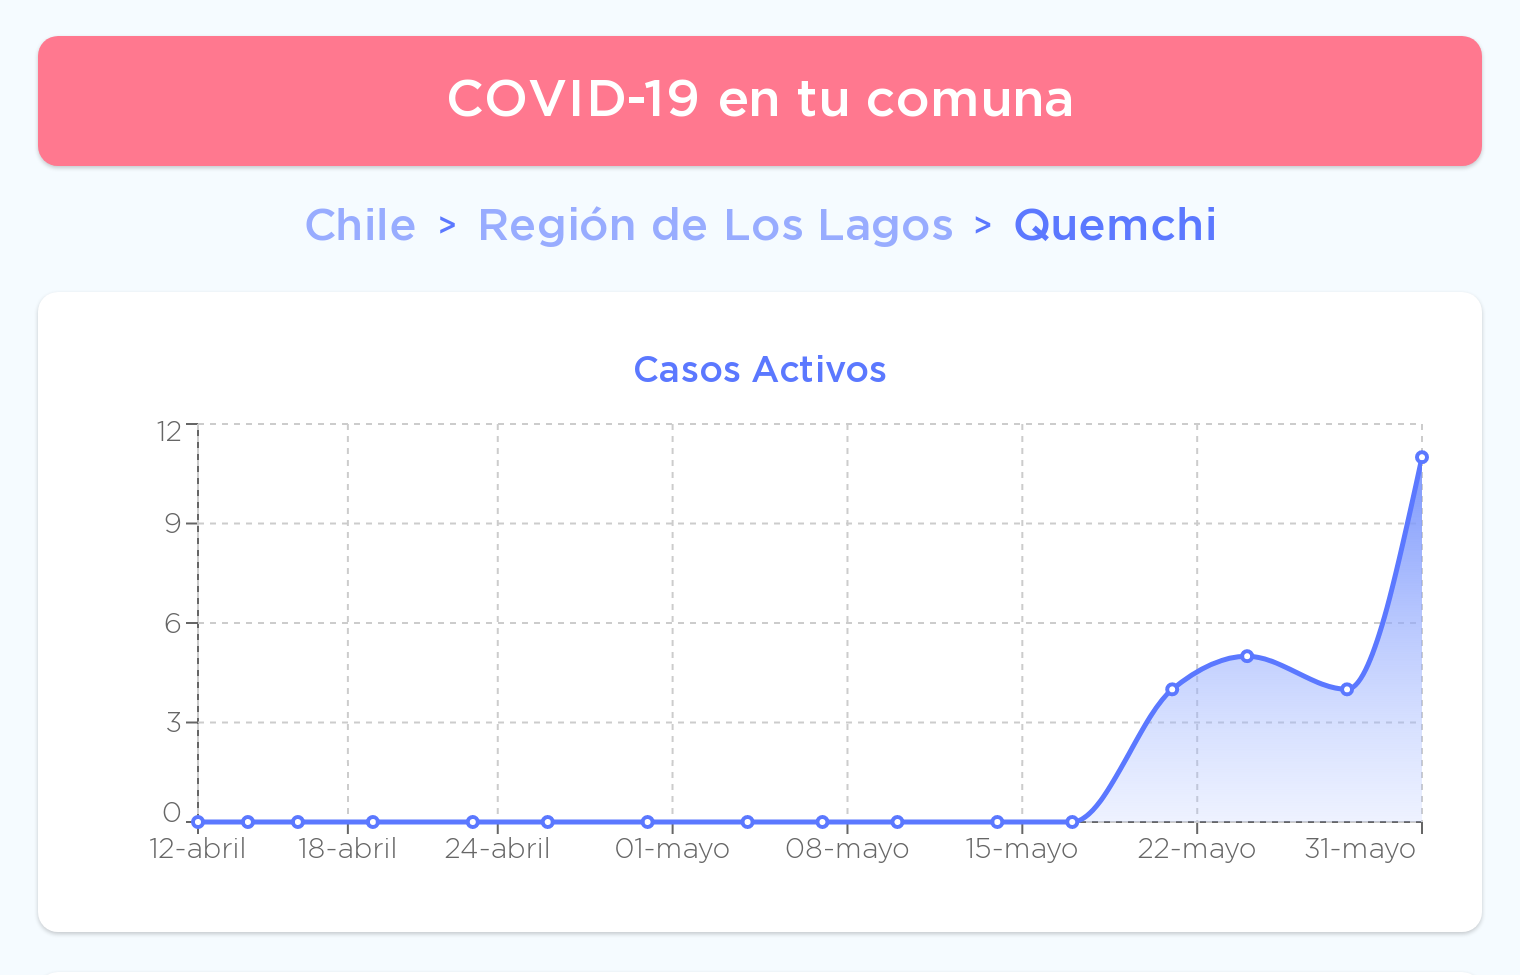 COVID-19 en tu comuna
Chile > Región de Los Lagos > Quemchi
Casos Activos
12
9
6
3
0
12-abril 18-abril 24-abril 01-mayo 08-mayo 15-mayo 22-mayo 31-mayo